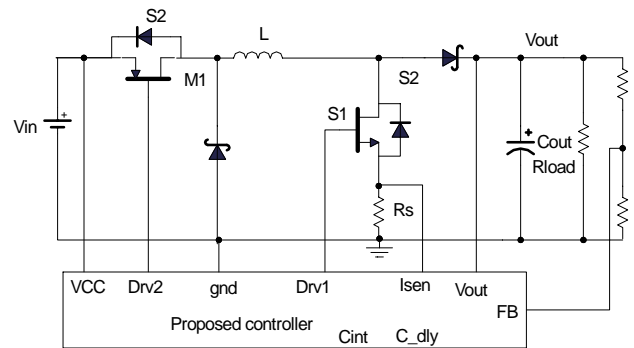 S2
L
Vout
M1
S2
S1
Vin
Cout
Rload
Rs
VCC
Drv2
gnd
Drv1
Isen
Vout
FB
Proposed controller
Cint
C_dly